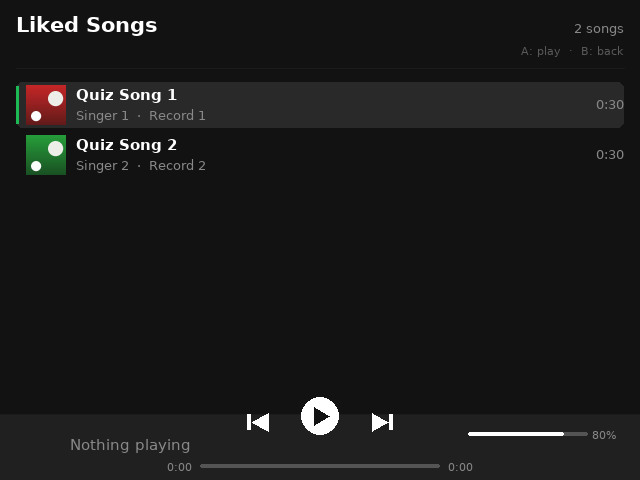 Liked Songs
2 songs
A: play · B: back
Quiz Song 1
Singer 1 · Record 1
0:30
Quiz Song 2
Singer 2 · Record 2
0:30
Nothing playing
80%
0:00
0:00